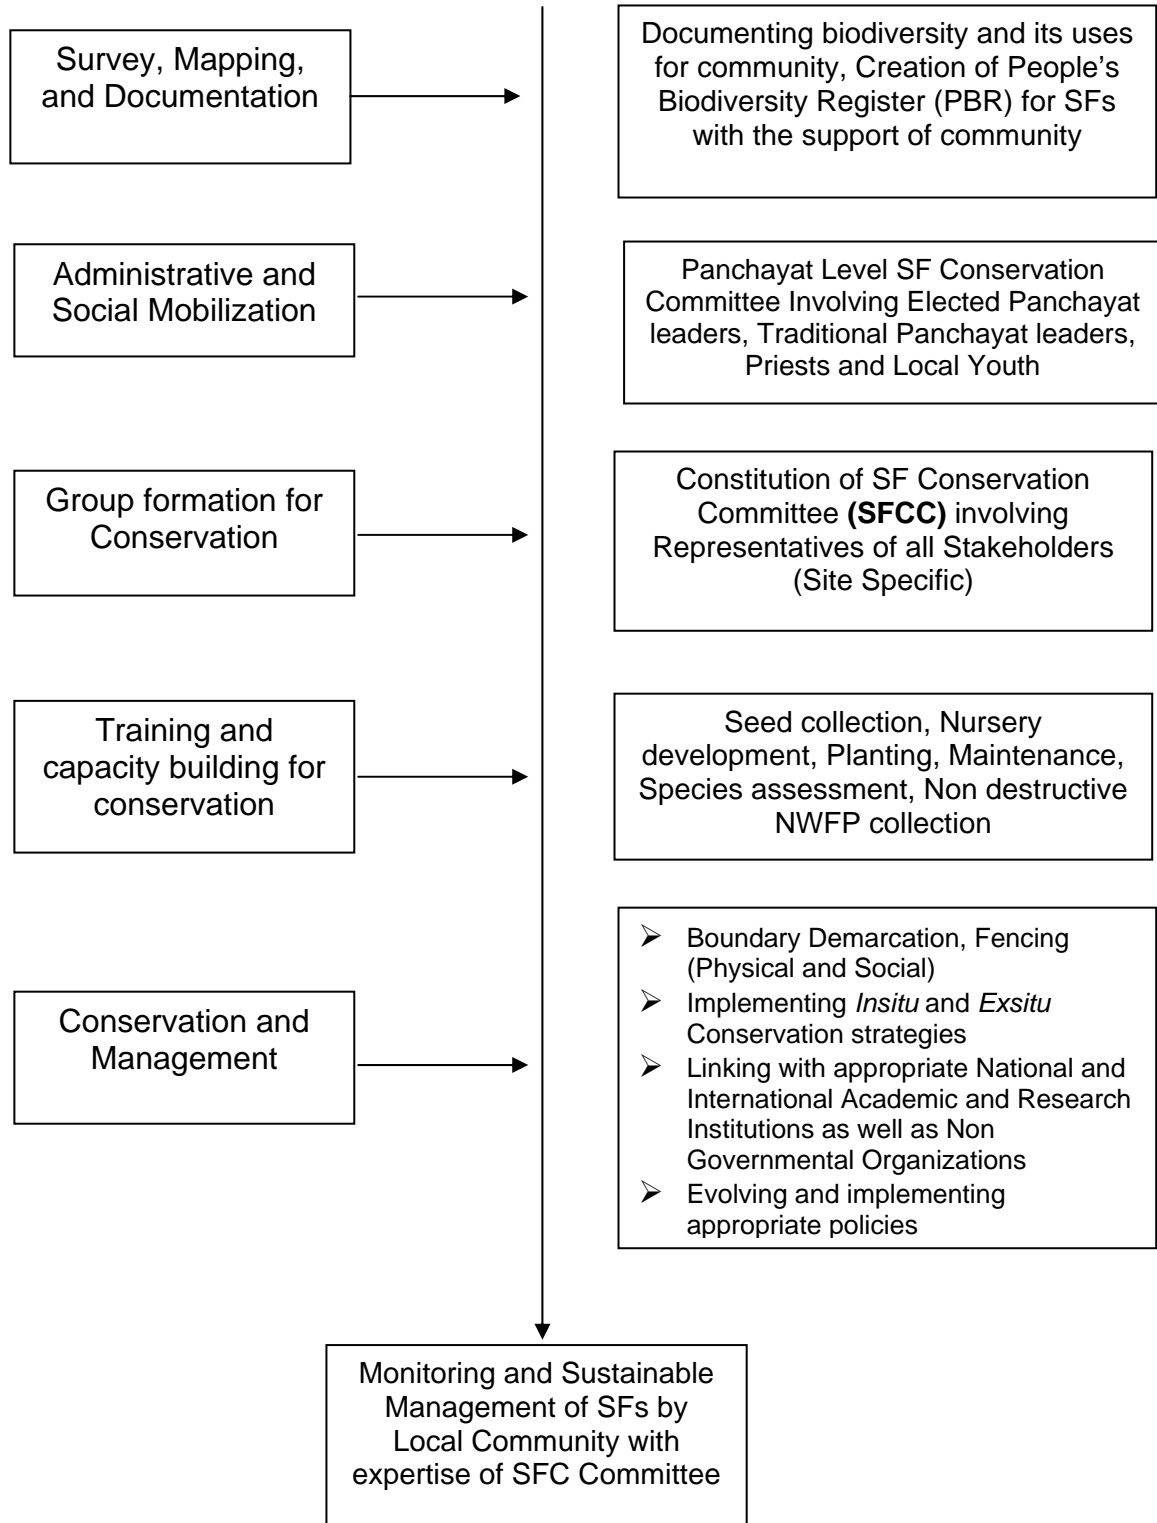 Survey, Mapping,
and Documentation
Documenting biodiversity and its uses
for community, Creation of People’s
Biodiversity Register (PBR) for SFs
with the support of community
Administrative and
Social Mobilization
Panchayat Level SF Conservation
Committee Involving Elected Panchayat
leaders, Traditional Panchayat leaders,
Priests and Local Youth
Group formation for
Conservation
Constitution of SF Conservation
Committee (SFCC) involving
Representatives of all Stakeholders
(Site Specific)
Training and
capacity building for
conservation
Seed collection, Nursery
development, Planting, Maintenance,
Species assessment, Non destructive
NWFP collection
Conservation and
Management
➢ Boundary Demarcation, Fencing
(Physical and Social)
➢ Implementing Insitu and Exsitu
Conservation strategies
➢ Linking with appropriate National and
International Academic and Research
Institutions as well as Non
Governmental Organizations
➢ Evolving and implementing
appropriate policies
Monitoring and Sustainable
Management of SFs by
Local Community with
expertise of SFC Committee